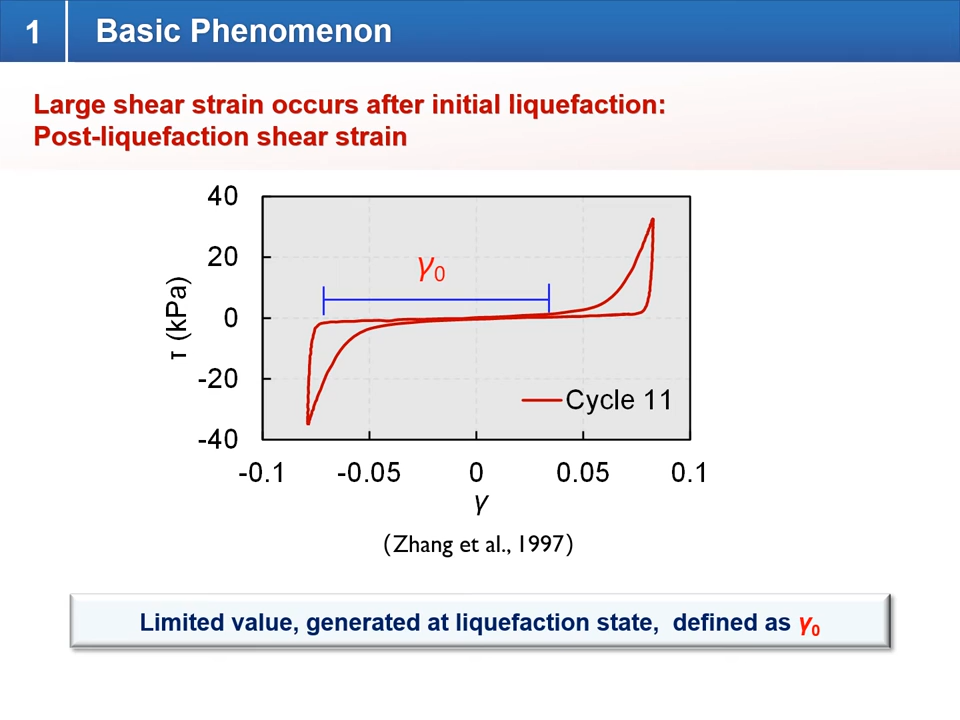 1
Basic Phenomenon
Large shear strain occurs after initial liquefaction:
Post-liquefaction shear strain
40
20
0
-20
-40
τ (kPa)
γ0
Cycle 11
-0.1
-0.05
0
0.05
0.1
γ
(Zhang et al., 1997)
Limited value, generated at liquefaction state, defined as γ0